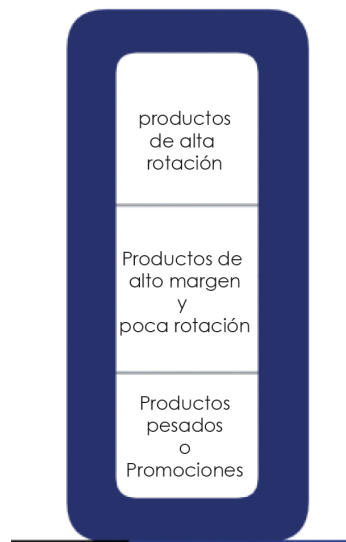 productos
de alta
rotación
Productos de
alto margen
y
poca rotación
Productos
pesados
o
Promociones